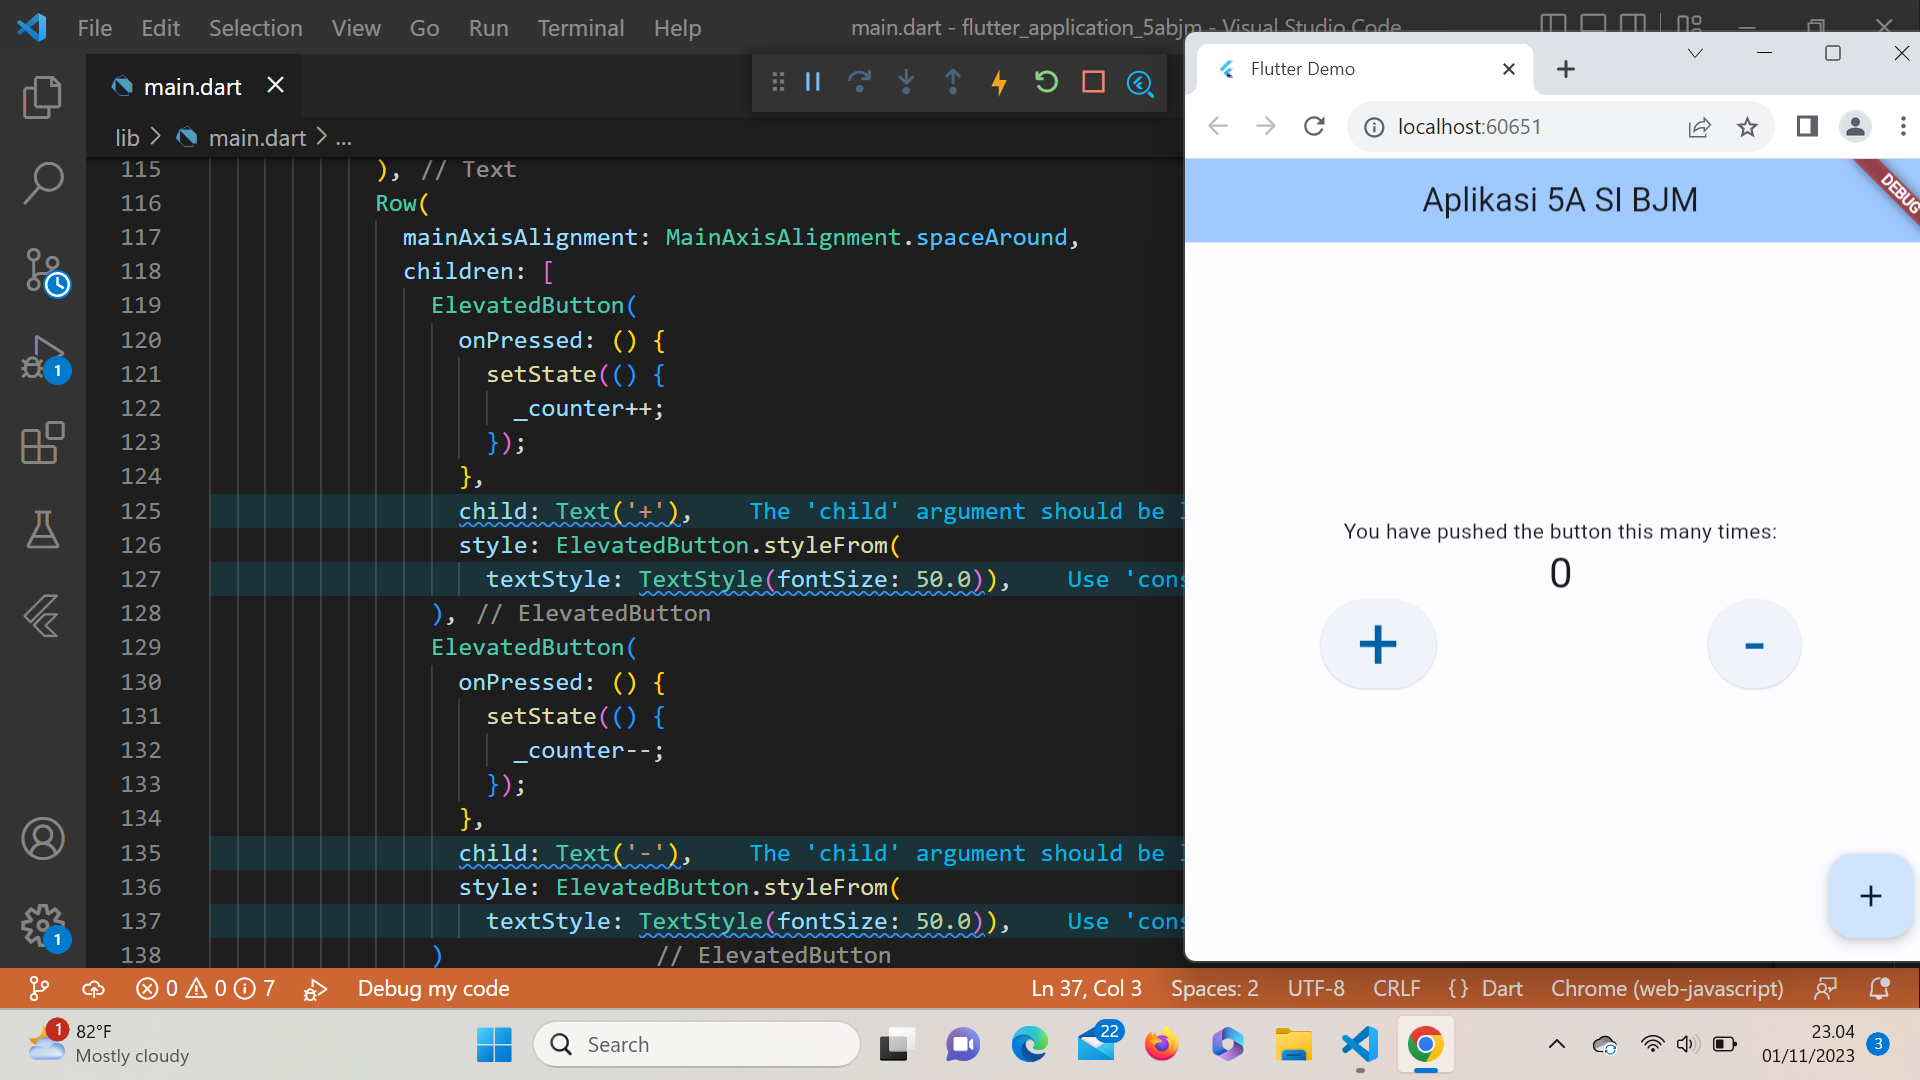 File Edit Selection View Go Run Terminal Help
main.dart - flutter_application_5abjm - Visual Studio Code
main.dart
lib > main.dart > ...
115 ), // Text
116 Row(
117 mainAxisAlignment: MainAxisAlignment.spaceAround,
118 children: [
119 ElevatedButton(
120 onPressed: () {
121 setState(() {
122 _counter++;
123 });
124 },
125 child: Text('+'), The 'child' argument should be
126 style: ElevatedButton.styleFrom(
127 textStyle: TextStyle(fontSize: 50.0)), Use 'cons
128 ), // ElevatedButton
129 ElevatedButton(
130 onPressed: () {
131 setState(() {
132 _counter--;
133 });
134 },
135 child: Text('-'), The 'child' argument should be
136 style: ElevatedButton.styleFrom(
137 textStyle: TextStyle(fontSize: 50.0)), Use 'cons
138 ) // ElevatedButton
1
1
Flutter Demo
localhost:60651
Aplikasi 5A SI BJM
DEBUG
You have pushed the button this many times:
0
+ -
+
0 0 7 Debug my code
Ln 37, Col 3 Spaces: 2 UTF-8 CRLF {} Dart Chrome (web-javascript)
1 82°F
Mostly cloudy
Search
22
23.04
01/11/2023
3